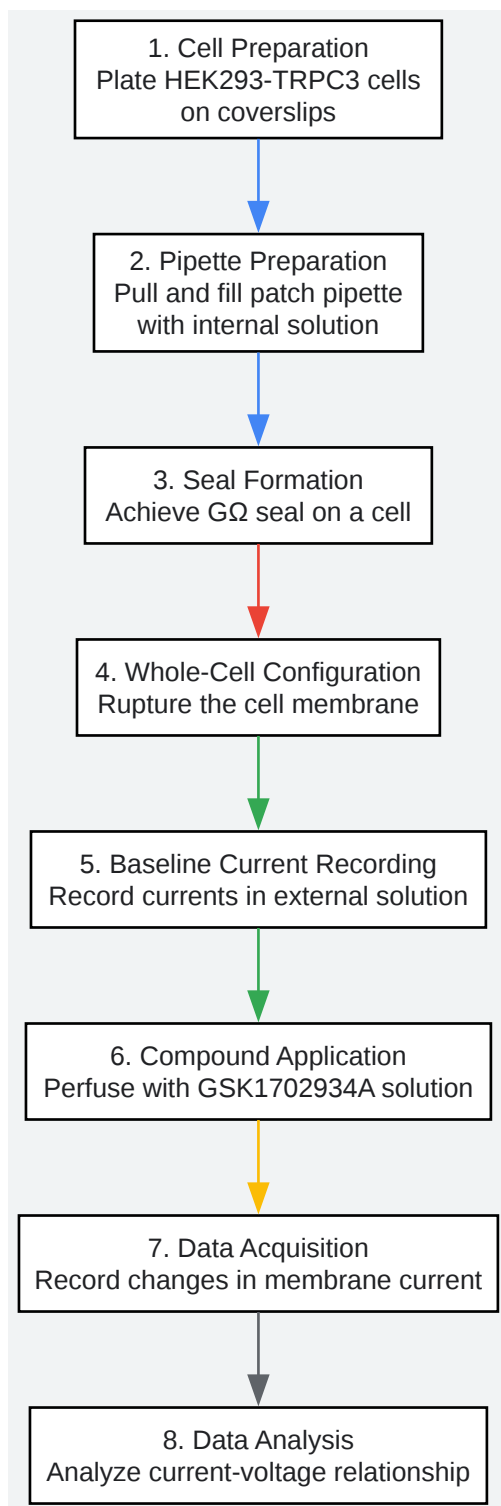 1. Cell Preparation
Plate HEK293-TRPC3 cells
on coverslips
2. Pipette Preparation
Pull and fill patch pipette
with internal solution
3. Seal Formation
Achieve GΩ seal on a cell
4. Whole-Cell Configuration
Rupture the cell membrane
5. Baseline Current Recording
Record currents in external solution
6. Compound Application
Perfuse with GSK1702934A solution
7. Data Acquisition
Record changes in membrane current
8. Data Analysis
Analyze current-voltage relationship